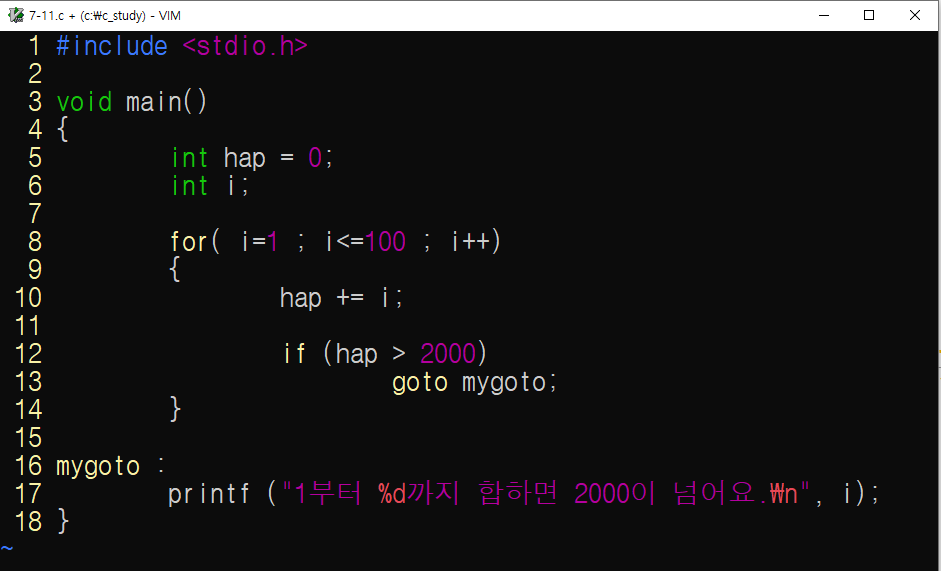 7-11.c + (c:₩c_study) - VIM
1 #include <stdio.h>
2
3 void main()
4 {
5 int hap = 0;
6 int i;
7
8 for( i=1 ; i<=100 ; i++)
9 {
10 hap += i;
11
12 if (hap > 2000)
13 goto mygoto;
14 }
15
16 mygoto :
17 printf ("1부터 %d까지 합하면 2000이 넘어요.₩n", i);
18 }
~